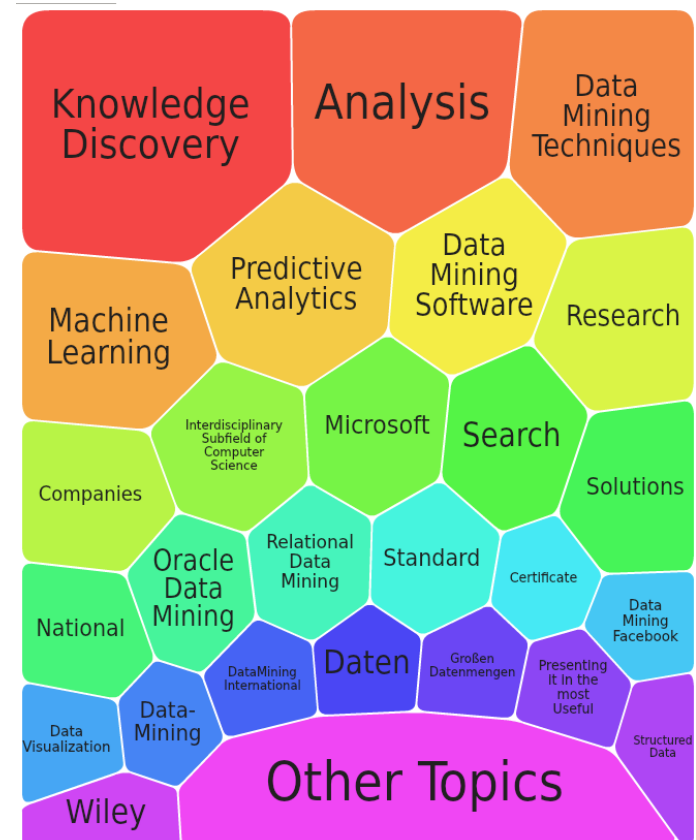 Knowledge
Discovery
Analysis
Data
Mining
Techniques
Predictive
Analytics
Data
Mining
Software
Machine
Learning
Research
Interdisciplinary
Subfield of
Computer
Science
Microsoft
Search
Companies
Solutions
Oracle
Data
Mining
Relational
Data
Mining
Standard
Certificate
National
Data
Mining
Facebook
DataMining
International
Daten
Großen
Datenmengen
Presenting
It in the
most
Useful
Data
Visualization
Data-
Mining
Structured
Data
Wiley
Other Topics